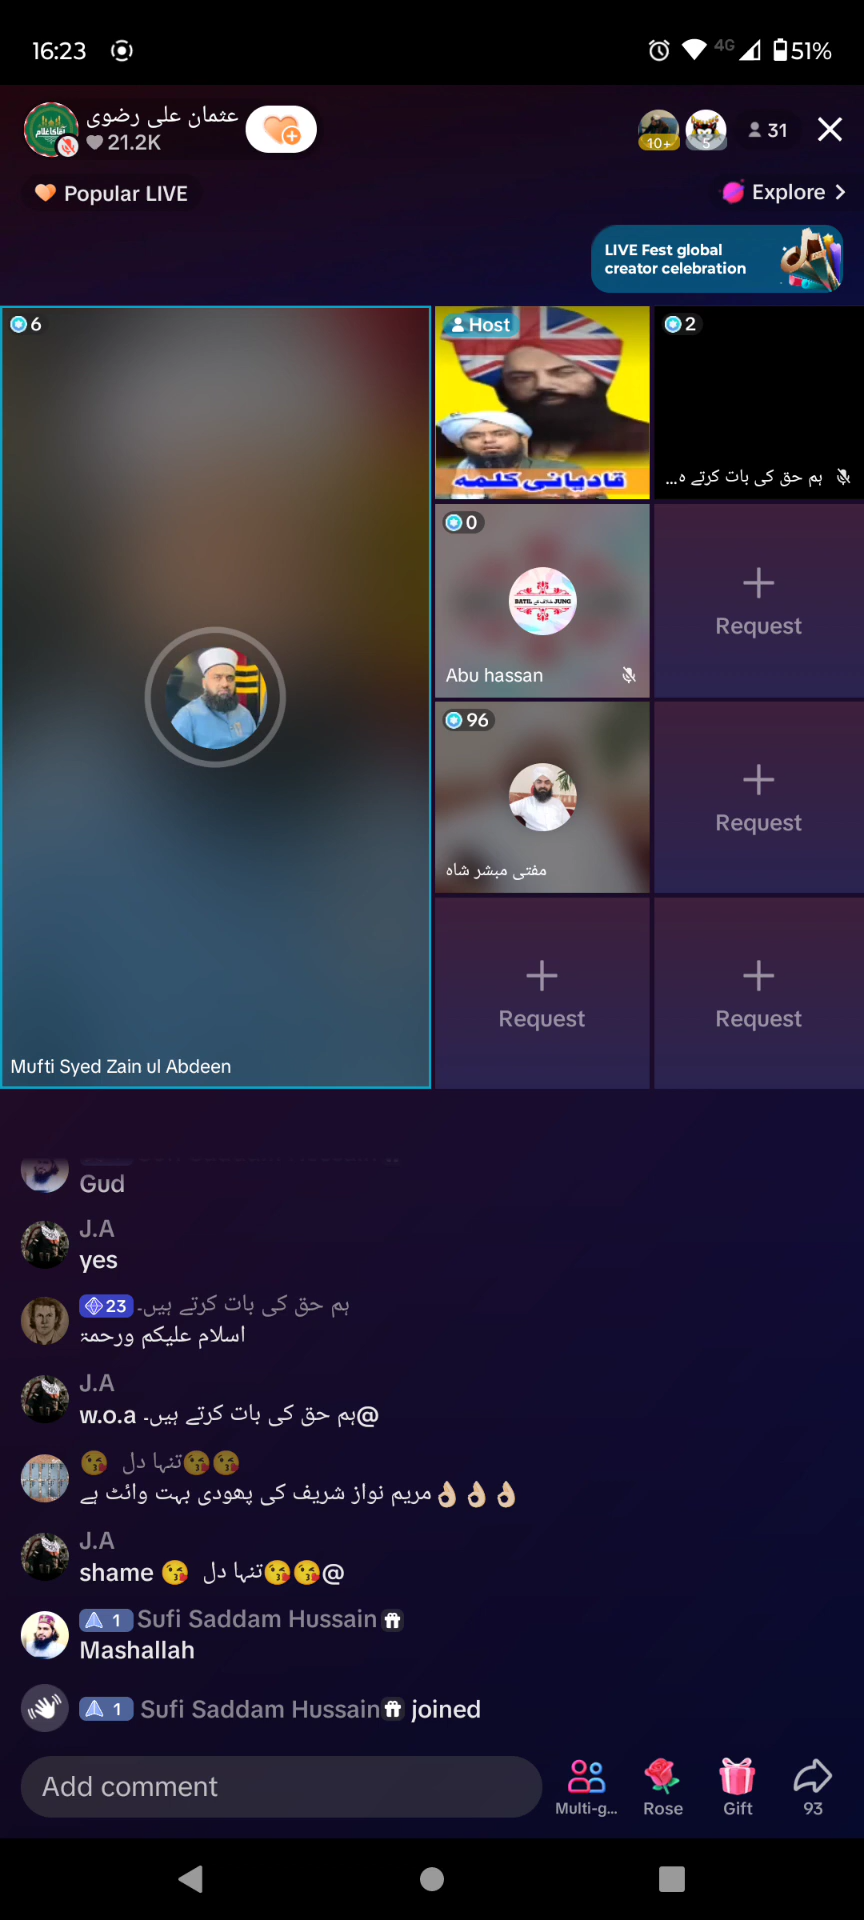 16:23
4G
51%
عثمان علی رضوی
21.2K
10+
5
31
Popular LIVE
Explore
LIVE Fest global
creator celebration
6
Host
2
قادیانی کلمہ
ہم حق کی بات کرتے ہ...
0
BATIL
JUNG
Abu hassan
Request
96
مفتی مبشر شاہ
Request
Request
Request
Mufti Syed Zain ul Abdeen
Gud
J.A
yes
23 ہم حق کی بات کرتے ہیں۔
اسلام علیکم ورحمۃ
J.A
@ہم حق کی بات کرتے ہیں۔ w.o.a
😘😘تنہا دل 😘
مریم نواز شریف کی پھودی بہت وائٹ ہے👌🏻👌🏻👌🏻
J.A
@😘😘تنہا دل 😘 shame
1 Sufi Saddam Hussain
Mashallah
1 Sufi Saddam Hussain joined
Add comment
Multi-g...
Rose
Gift
93